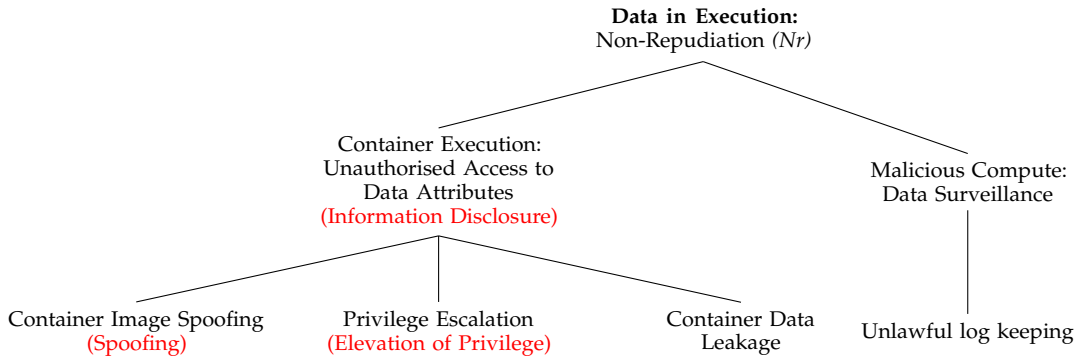 Data in Execution:
Non-Repudiation (Nr)
Container Execution:
Unauthorised Access to
Data Attributes
(Information Disclosure)
Malicious Compute:
Data Surveillance
Container Image Spoofing
(Spoofing)
Privilege Escalation
(Elevation of Privilege)
Container Data
Leakage
Unlawful log keeping